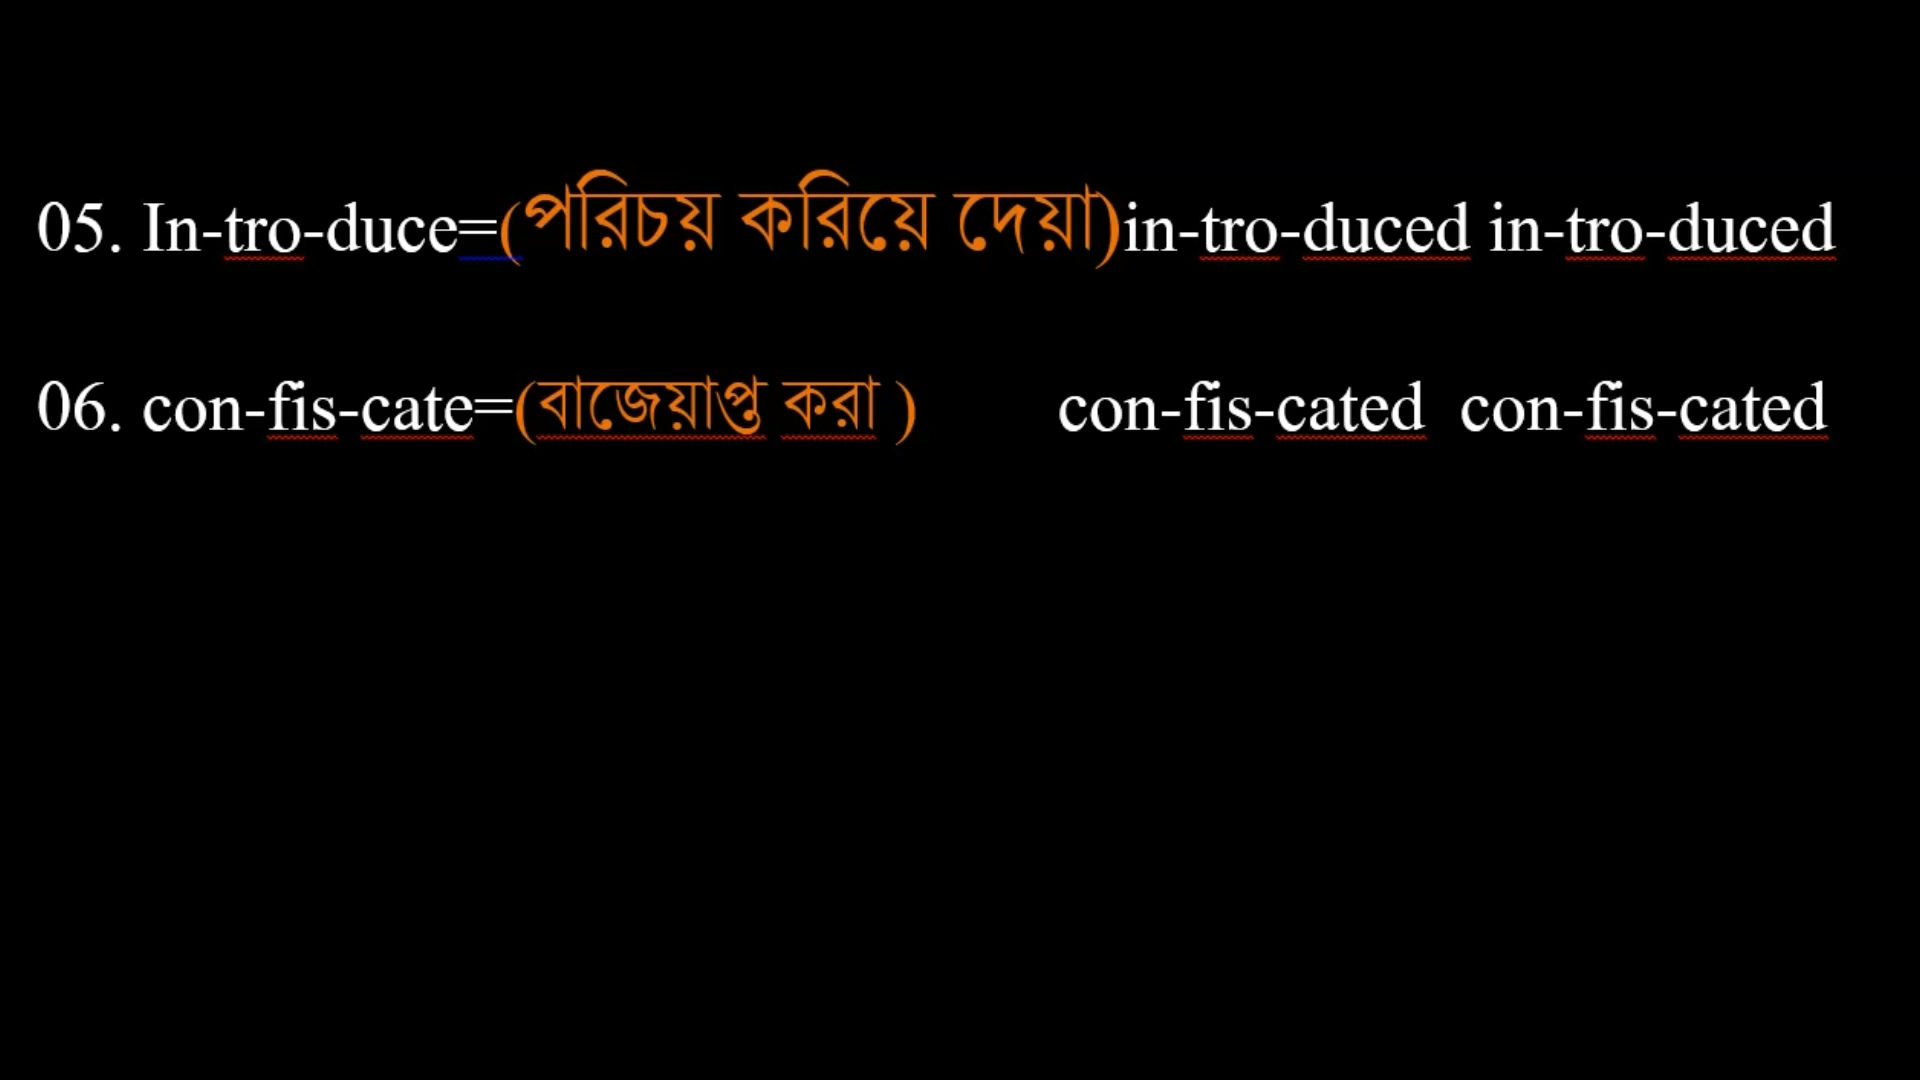 05. In-tro-duce=(পরিচয় করিয়ে দেয়া)in-tro-duced in-tro-duced
06. con-fis-cate=(বাজেয়াপ্ত করা ) con-fis-cated con-fis-cated